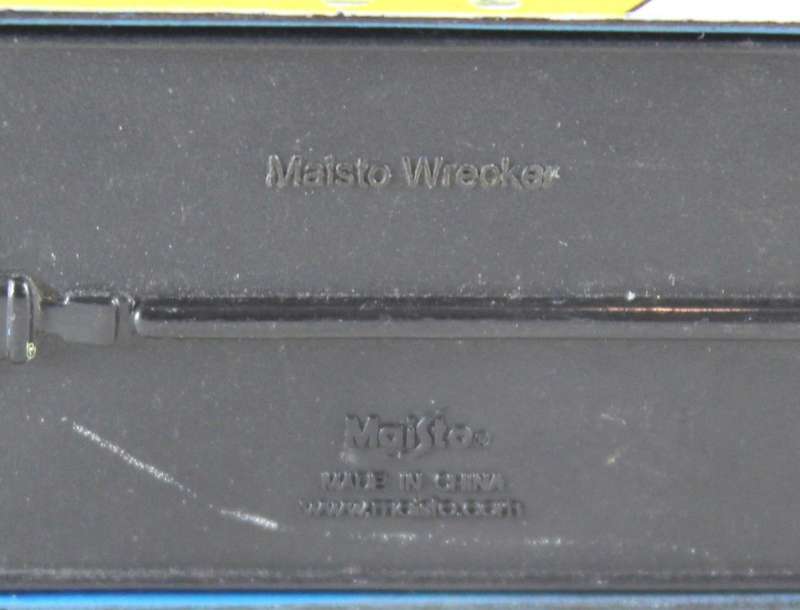 Maisto Wrecker
Maisto®
MADE IN CHINA
www.maisto.com